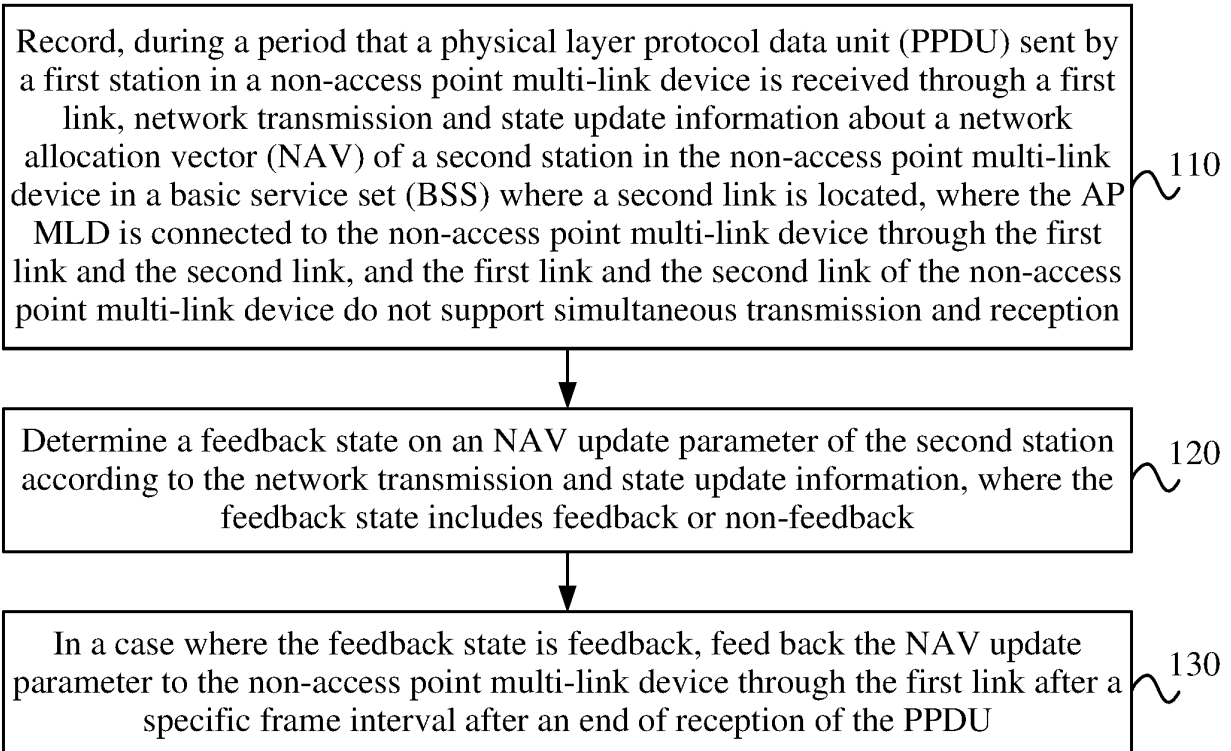 Record, during a period that a physical layer protocol data unit (PPDU) sent by
a first station in a non-access point multi-link device is received through a first
link, network transmission and state update information about a network
allocation vector (NAV) of a second station in the non-access point multi-link
device in a basic service set (BSS) where a second link is located, where the AP
MLD is connected to the non-access point multi-link device through the first
link and the second link, and the first link and the second link of the non-access
point multi-link device do not support simultaneous transmission and reception
110
Determine a feedback state on an NAV update parameter of the second station
according to the network transmission and state update information, where the
feedback state includes feedback or non-feedback
120
In a case where the feedback state is feedback, feed back the NAV update
parameter to the non-access point multi-link device through the first link after a
specific frame interval after an end of reception of the PPDU
130